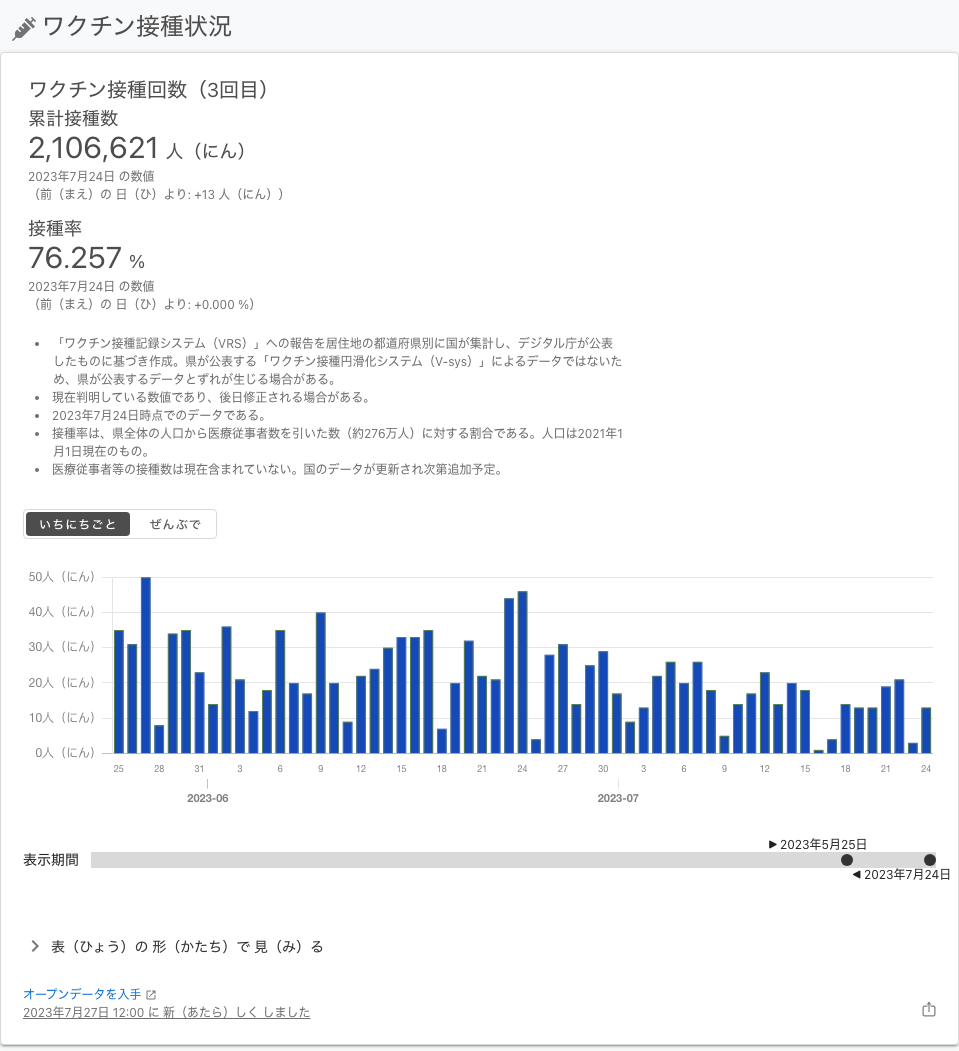 ワクチン接種状況
ワクチン接種回数（3回目）
累計接種数
2,106,621 人（にん）
2023年7月24日 の数値
（前（まえ）の 日（ひ）より: +13 人（にん））
接種率
76.257 %
2023年7月24日 の数値
（前（まえ）の 日（ひ）より: +0.000 %）
• 「ワクチン接種記録システム（VRS）」への報告を居住地の都道府県別に国が集計し、デジタル庁が公表
したものに基づき作成。県が公表する「ワクチン接種円滑化システム（V-sys）」によるデータではないた
め、県が公表するデータとずれが生じる場合がある。
• 現在判明している数値であり、後日修正される場合がある。
• 2023年7月24日時点でのデータである。
• 接種率は、県全体の人口から医療従事者数を引いた数（約276万人）に対する割合である。人口は2021年1
月1日現在のもの。
• 医療従事者等の接種数は現在含まれていない。国のデータが更新され次第追加予定。
いちにちごと ぜんぶで
50人（にん）
40人（にん）
30人（にん）
20人（にん）
10人（にん）
0人（にん）
25 28 31 3 6 9 12 15 18 21 24 27 30 3 6 9 12 15 18 21 24
2023-06 2023-07
2023年5月25日
表示期間
2023年7月24日
表（ひょう）の 形（かたち）で 見（み）る
オープンデータを入手
2023年7月27日 12:00 に 新（あたら）しく しました